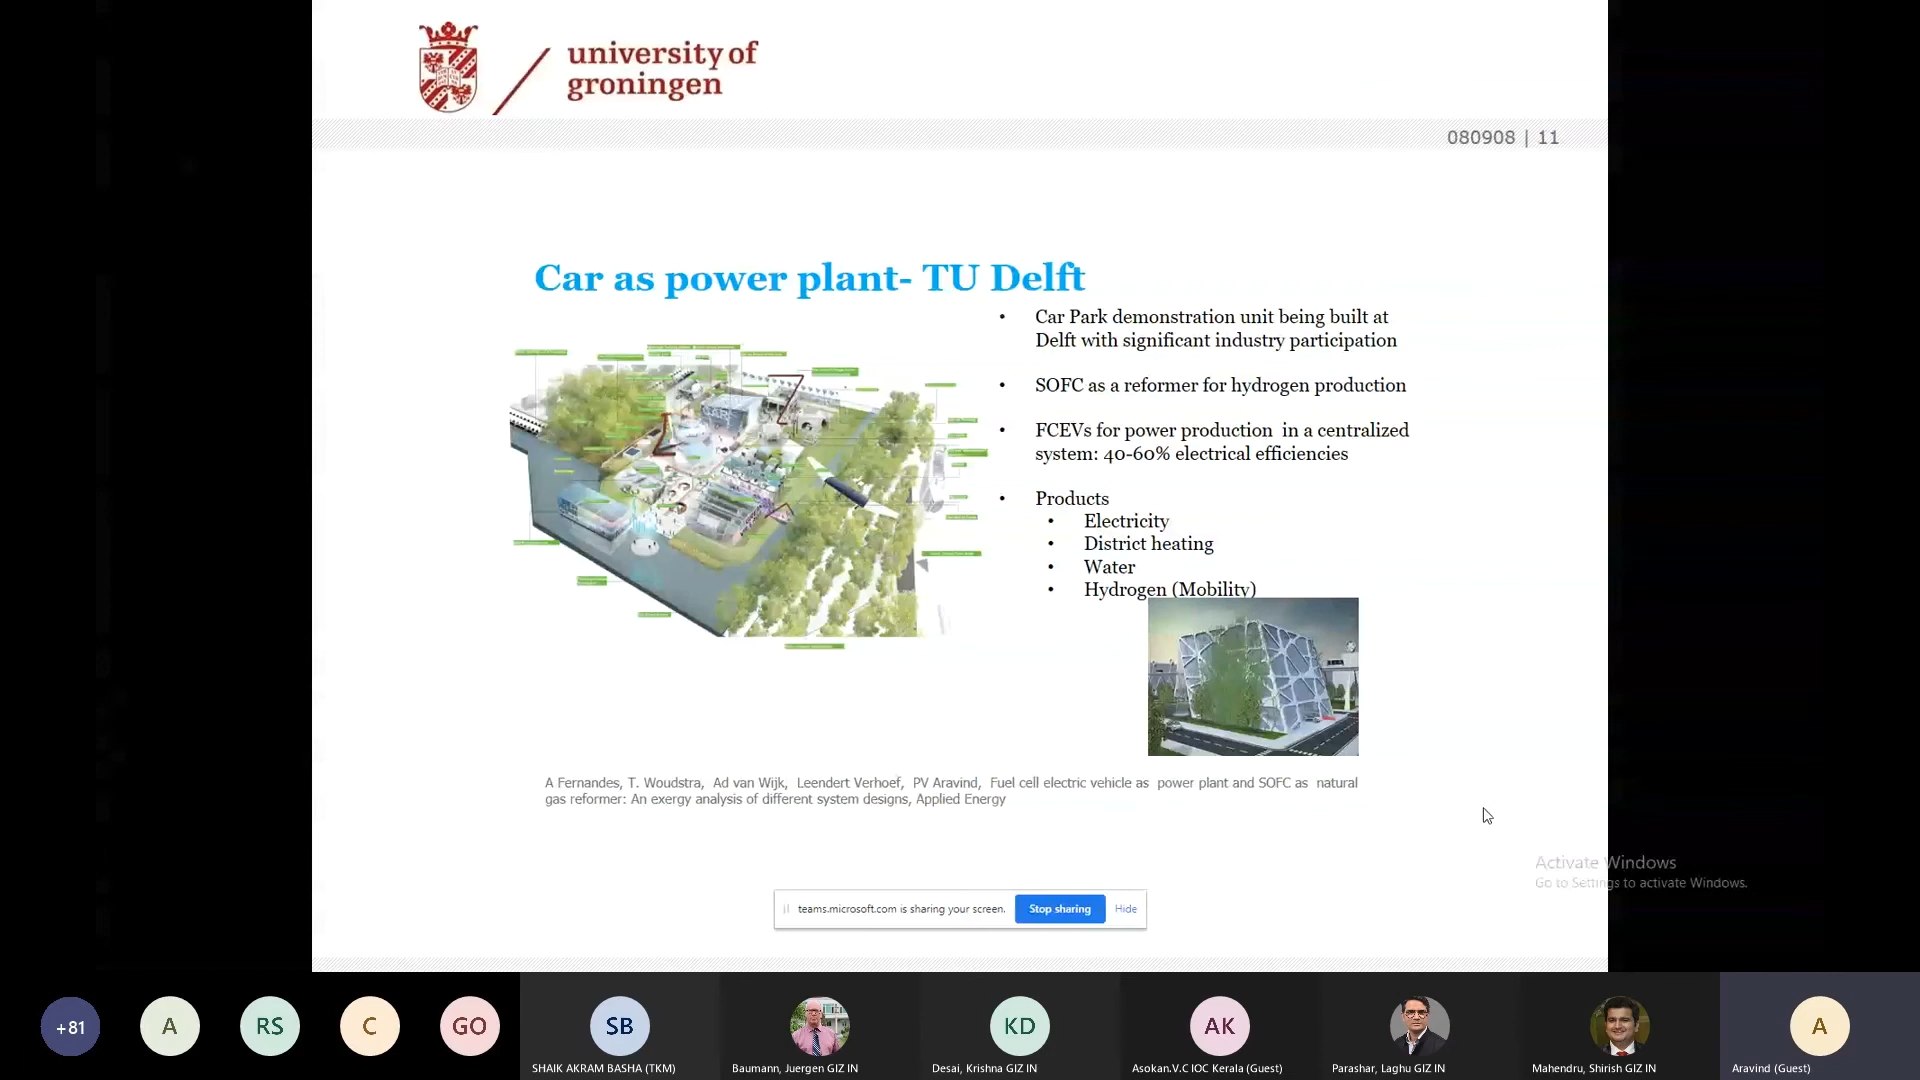 university of
groningen
080908 | 11
Car as power plant- TU Delft
• Car Park demonstration unit being built at
Delft with significant industry participation
• SOFC as a reformer for hydrogen production
• FCEVs for power production in a centralized
system: 40-60% electrical efficiencies
• Products
• Electricity
• District heating
• Water
• Hydrogen (Mobility)
A Fernandes, T. Woudstra, Ad van Wijk, Leendert Verhoef, PV Aravind, Fuel cell electric vehicle as power plant and SOFC as natural
gas reformer: An exergy analysis of different system designs, Applied Energy
Activate Windows
Go to Settings to activate Windows.
teams.microsoft.com is sharing your screen. Stop sharing Hide
+81 A RS C GO SB KD AK A
SHAIK AKRAM BASHA (TKM) Baumann, Juergen GIZ IN Desai, Krishna GIZ IN Asokan.V.C IOC Kerala (Guest) Parashar, Laghu GIZ IN Mahendru, Shirish GIZ IN Aravind (Guest)